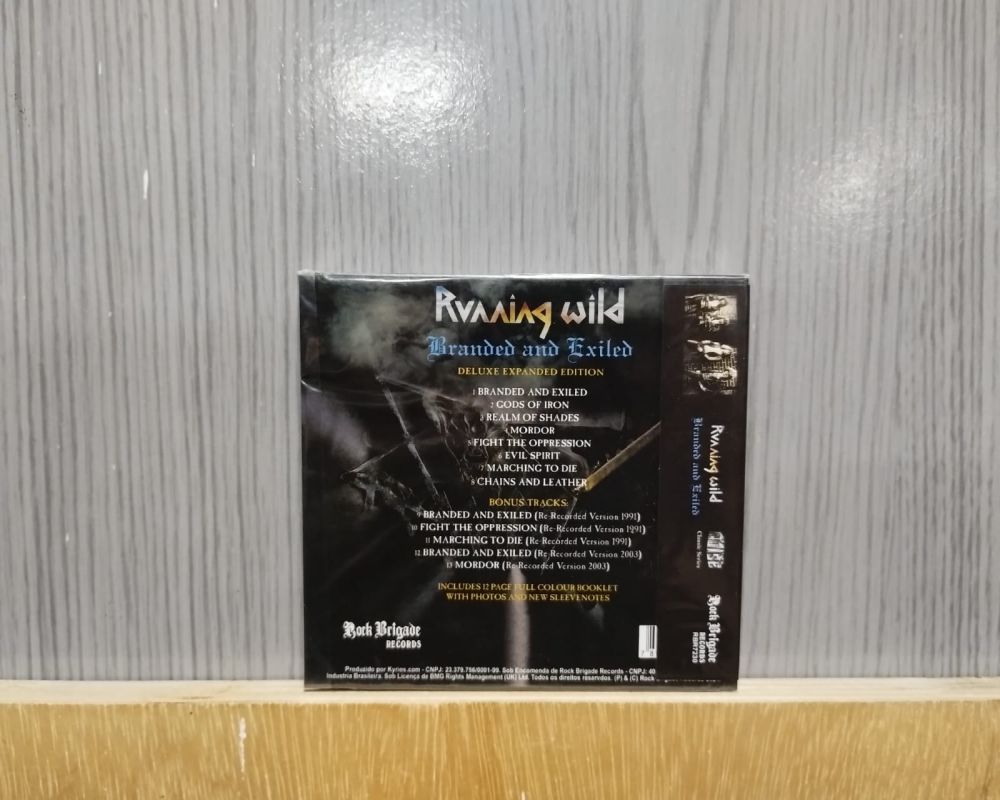 Running Wild
Branded and Exiled
DELUXE EXPANDED EDITION
1 BRANDED AND EXILED
2 GODS OF IRON
3 REALM OF SHADES
4 MORDOR
5 FIGHT THE OPPRESSION
6 EVIL SPIRIT
7 MARCHING TO DIE
8 CHAINS AND LEATHER
BONUS TRACKS:
9 BRANDED AND EXILED (Re-Recorded Version 1991)
10 FIGHT THE OPPRESSION (Re-Recorded Version 1991)
11 MARCHING TO DIE (Re-Recorded Version 1991)
12 BRANDED AND EXILED (Re-Recorded Version 2003)
13 MORDOR (Re-Recorded Version 2003)
INCLUDES 12 PAGE FULL COLOUR BOOKLET
WITH PHOTOS AND NEW SLEEVENOTES
Rock Brigade
RECORDS
Produzido por Kyrios.com - CNPJ: 23.379.756/0001-99. Sob Encomenda de Rock Brigade Records - CNPJ: 40
Industria Brasileira. Sob Licença de BMG Rights Management (UK) Ltd. Todos os direitos reservdos. (P) & (C) Rock
Running Wild
Branded and Exiled
NOISE
Classic Series
Rock Brigade
RECORDS
RBR7230